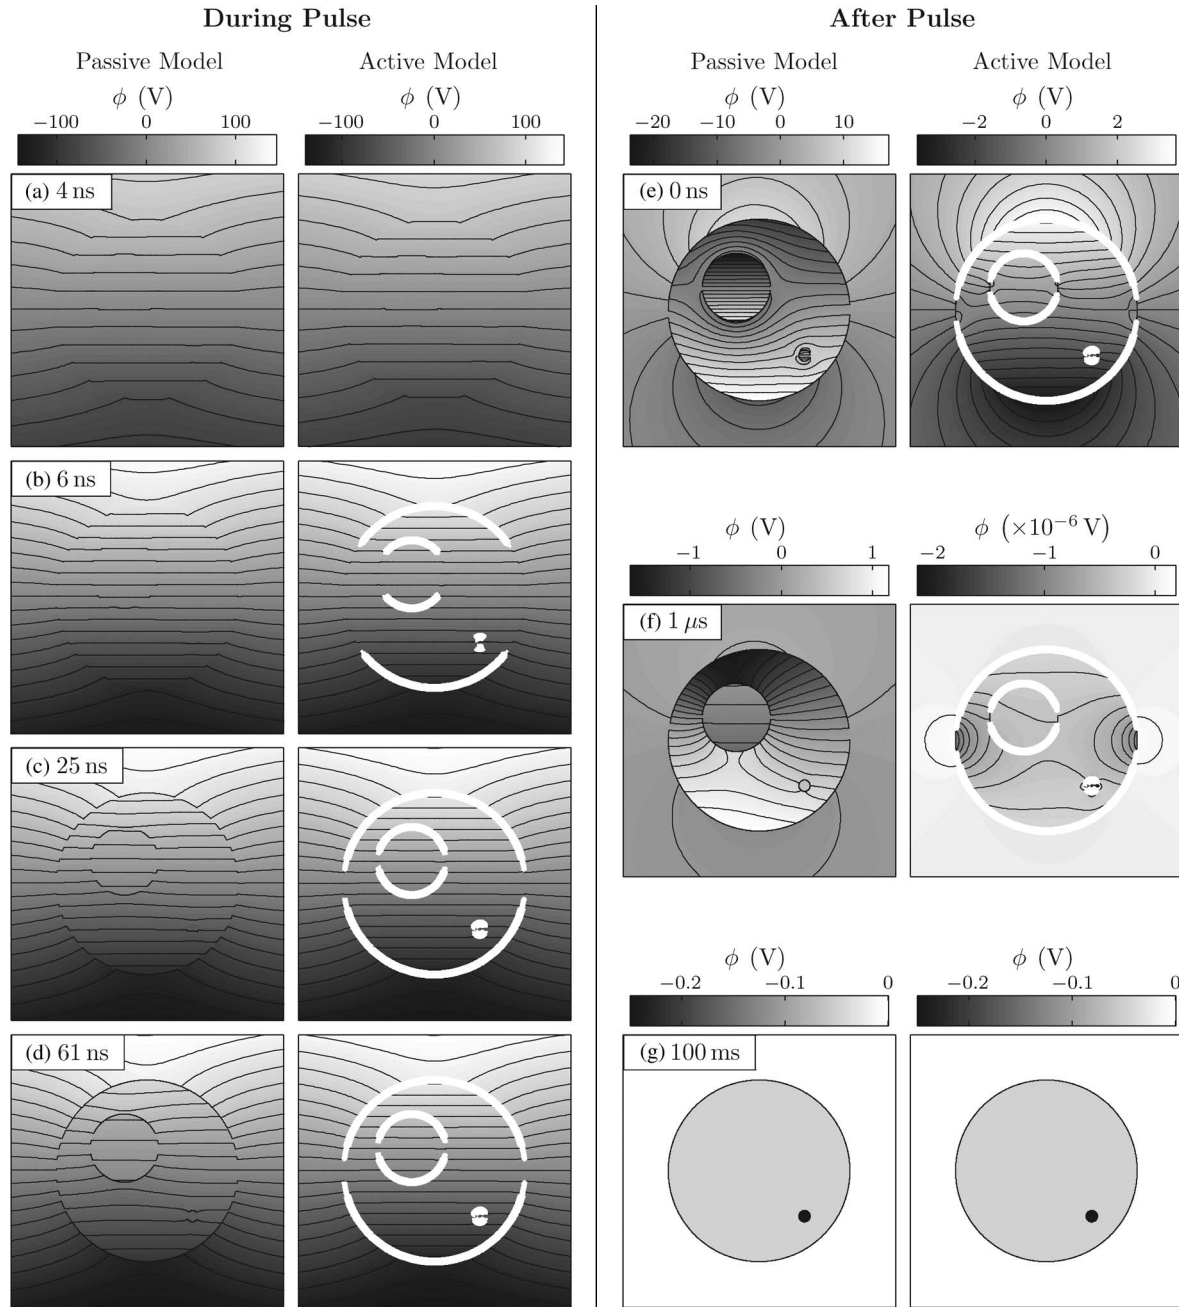 During Pulse
After Pulse
Passive Model
Active Model
Passive Model
Active Model
ϕ (V)
ϕ (V)
ϕ (V)
ϕ (V)
−100 0 100
−100 0 100
−20 −10 0 10
−2 0 2
(a) 4 ns
(e) 0 ns
(b) 6 ns
ϕ (V)
ϕ (×10⁻⁶ V)
−1 0 1
−2 −1 0
(f) 1 μs
(c) 25 ns
ϕ (V)
ϕ (V)
−0.2 −0.1 0
−0.2 −0.1 0
(d) 61 ns
(g) 100 ms